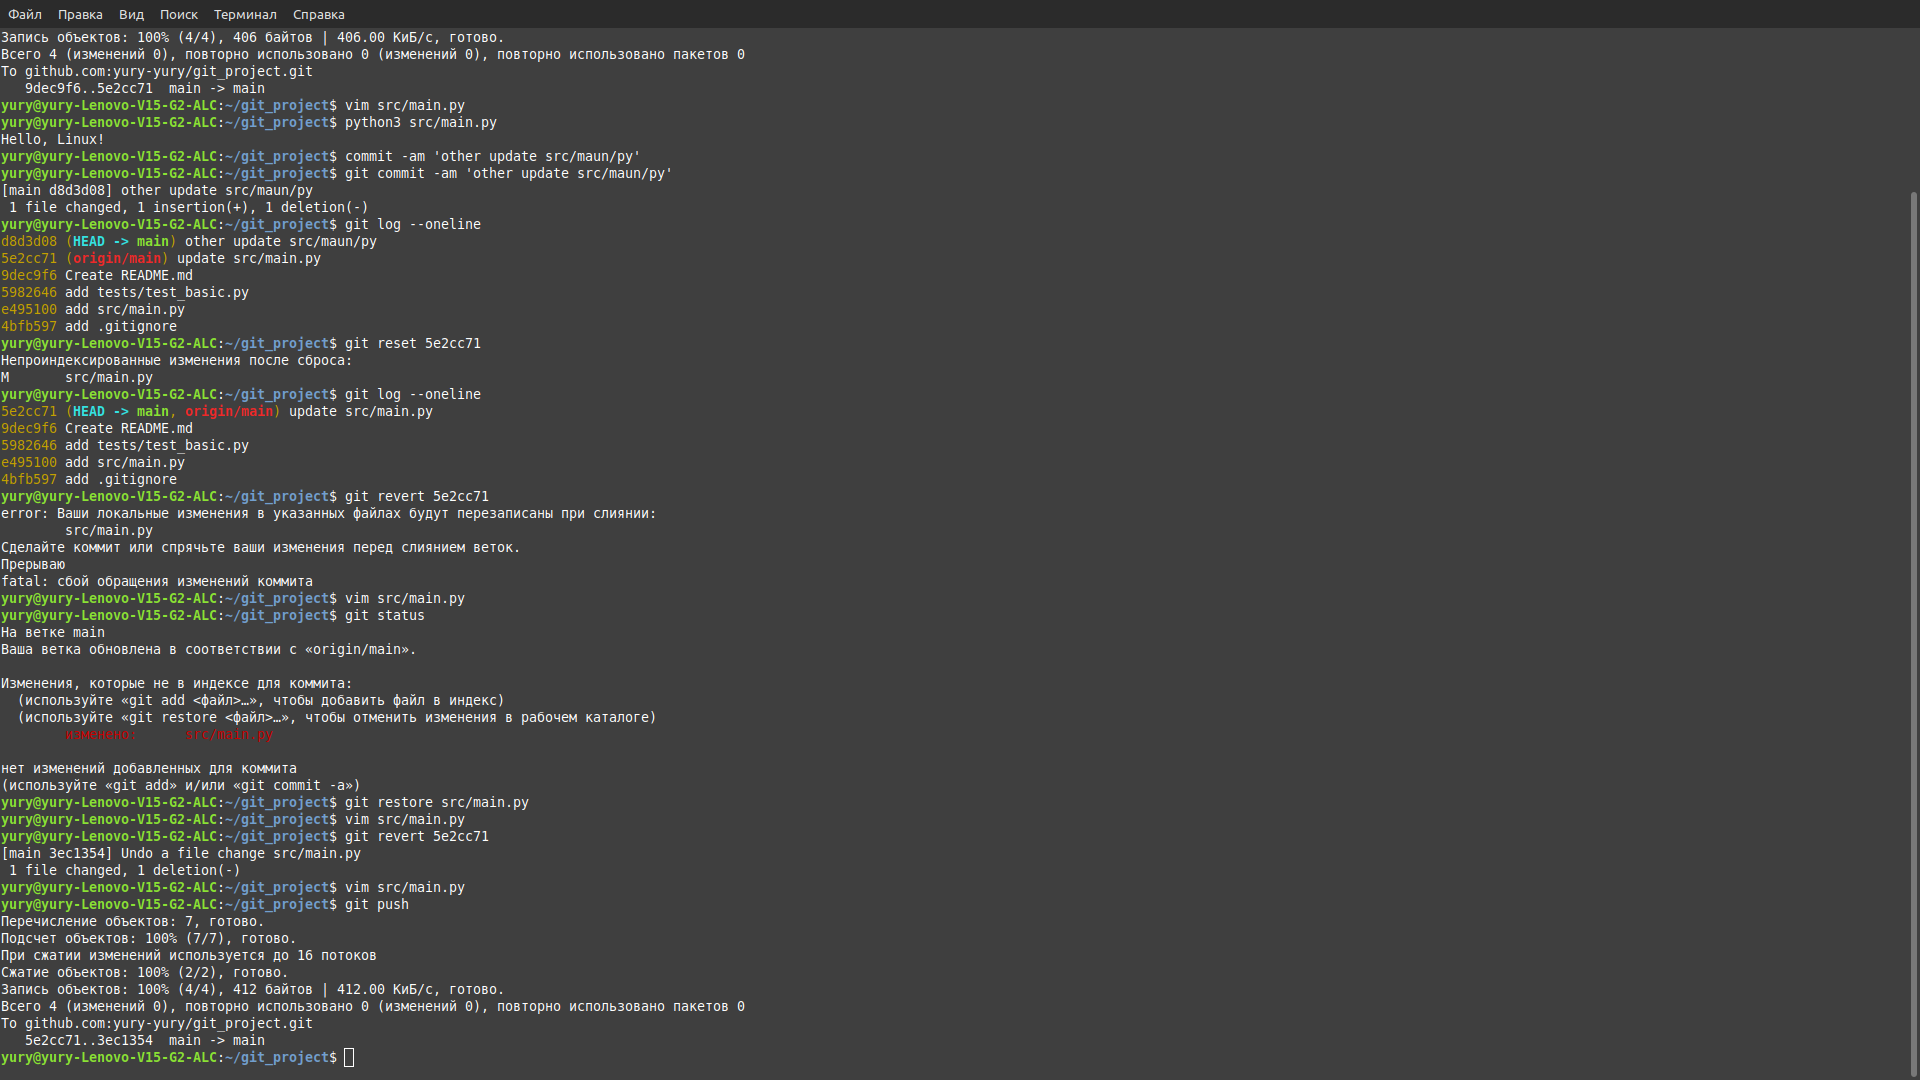 Файл Правка Вид Поиск Терминал Справка
Запись объектов: 100% (4/4), 406 байтов | 406.00 КиБ/с, готово.
Всего 4 (изменений 0), повторно использовано 0 (изменений 0), повторно использовано пакетов 0
To github.com:yury-yury/git_project.git
   9dec9f6..5e2cc71  main -> main
yury@yury-Lenovo-V15-G2-ALC:~/git_project$ vim src/main.py
yury@yury-Lenovo-V15-G2-ALC:~/git_project$ python3 src/main.py
Hello, Linux!
yury@yury-Lenovo-V15-G2-ALC:~/git_project$ commit -am 'other update src/maun/py'
yury@yury-Lenovo-V15-G2-ALC:~/git_project$ git commit -am 'other update src/maun/py'
[main d8d3d08] other update src/maun/py
 1 file changed, 1 insertion(+), 1 deletion(-)
yury@yury-Lenovo-V15-G2-ALC:~/git_project$ git log --oneline
d8d3d08 (HEAD -> main) other update src/maun/py
5e2cc71 (origin/main) update src/main.py
9dec9f6 Create README.md
5982646 add tests/test_basic.py
e495100 add src/main.py
4bfb597 add .gitignore
yury@yury-Lenovo-V15-G2-ALC:~/git_project$ git reset 5e2cc71
Непроиндексированные изменения после сброса:
M       src/main.py
yury@yury-Lenovo-V15-G2-ALC:~/git_project$ git log --oneline
5e2cc71 (HEAD -> main, origin/main) update src/main.py
9dec9f6 Create README.md
5982646 add tests/test_basic.py
e495100 add src/main.py
4bfb597 add .gitignore
yury@yury-Lenovo-V15-G2-ALC:~/git_project$ git revert 5e2cc71
error: Ваши локальные изменения в указанных файлах будут перезаписаны при слиянии:
        src/main.py
Сделайте коммит или спрячьте ваши изменения перед слиянием веток.
Прерываю
fatal: сбой обращения изменений коммита
yury@yury-Lenovo-V15-G2-ALC:~/git_project$ vim src/main.py
yury@yury-Lenovo-V15-G2-ALC:~/git_project$ git status
На ветке main
Ваша ветка обновлена в соответствии с «origin/main».

Изменения, которые не в индексе для коммита:
  (используйте «git add <файл>…», чтобы добавить файл в индекс)
  (используйте «git restore <файл>…», чтобы отменить изменения в рабочем каталоге)
        изменено:      src/main.py

нет изменений добавленных для коммита
(используйте «git add» и/или «git commit -a»)
yury@yury-Lenovo-V15-G2-ALC:~/git_project$ git restore src/main.py
yury@yury-Lenovo-V15-G2-ALC:~/git_project$ vim src/main.py
yury@yury-Lenovo-V15-G2-ALC:~/git_project$ git revert 5e2cc71
[main 3ec1354] Undo a file change src/main.py
 1 file changed, 1 deletion(-)
yury@yury-Lenovo-V15-G2-ALC:~/git_project$ vim src/main.py
yury@yury-Lenovo-V15-G2-ALC:~/git_project$ git push
Перечисление объектов: 7, готово.
Подсчет объектов: 100% (7/7), готово.
При сжатии изменений используется до 16 потоков
Сжатие объектов: 100% (2/2), готово.
Запись объектов: 100% (4/4), 412 байтов | 412.00 КиБ/с, готово.
Всего 4 (изменений 0), повторно использовано 0 (изменений 0), повторно использовано пакетов 0
To github.com:yury-yury/git_project.git
   5e2cc71..3ec1354  main -> main
yury@yury-Lenovo-V15-G2-ALC:~/git_project$